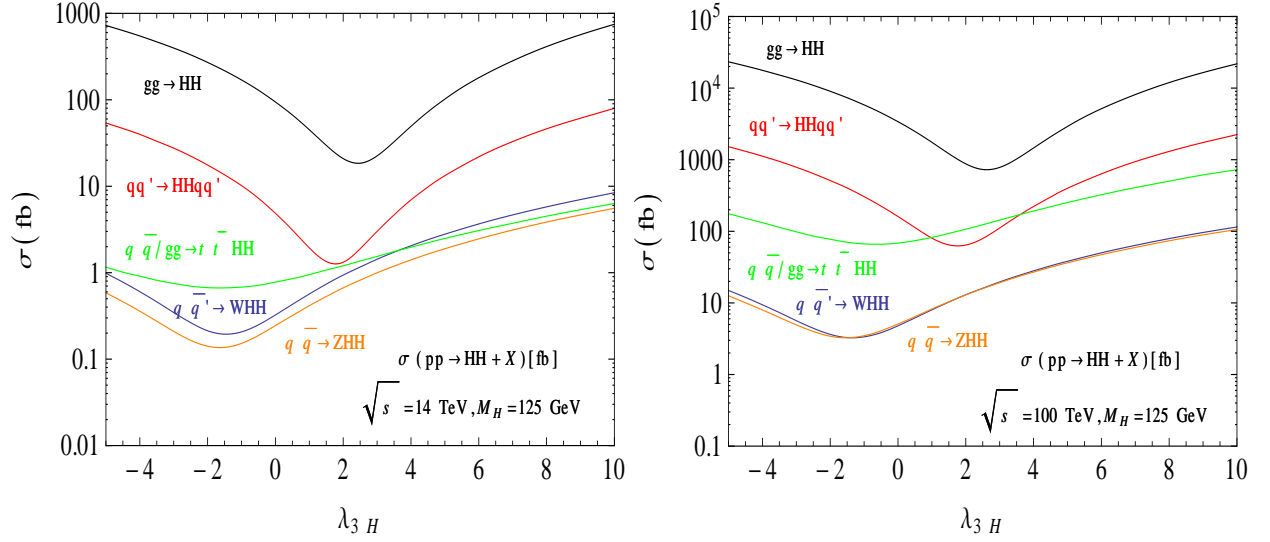 1000
100
10
1
0.1
0.01
σ ( fb )
gg → HH
qq ' → HHqq '
q q̅ / gg → t t̅ HH
q q̅ ' → WHH
q q̅ → ZHH
σ ( pp → HH + X ) [ fb ]
√s = 14 TeV , M_H = 125 GeV
−4 −2 0 2 4 6 8 10
λ_3 H
10^5
10^4
1000
100
10
1
0.1
σ ( fb )
gg → HH
qq ' → HHqq '
q q̅ / gg → t t̅ HH
q q̅ ' → WHH
q q̅ → ZHH
σ ( pp → HH + X ) [ fb ]
√s = 100 TeV , M_H = 125 GeV
−4 −2 0 2 4 6 8 10
λ_3 H